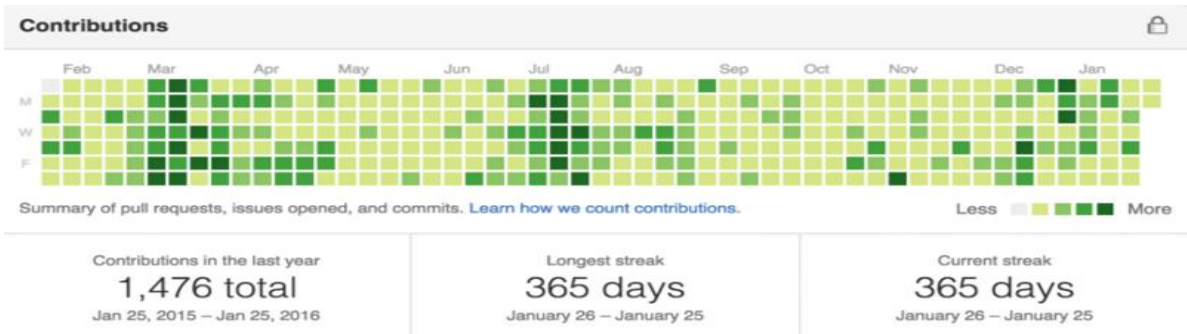 Contributions
Feb Mar Apr May Jun Jul Aug Sep Oct Nov Dec Jan
M
W
F
Summary of pull requests, issues opened, and commits. Learn how we count contributions.
Less More
Contributions in the last year
1,476 total
Jan 25, 2015 – Jan 25, 2016
Longest streak
365 days
January 26 – January 25
Current streak
365 days
January 26 – January 25